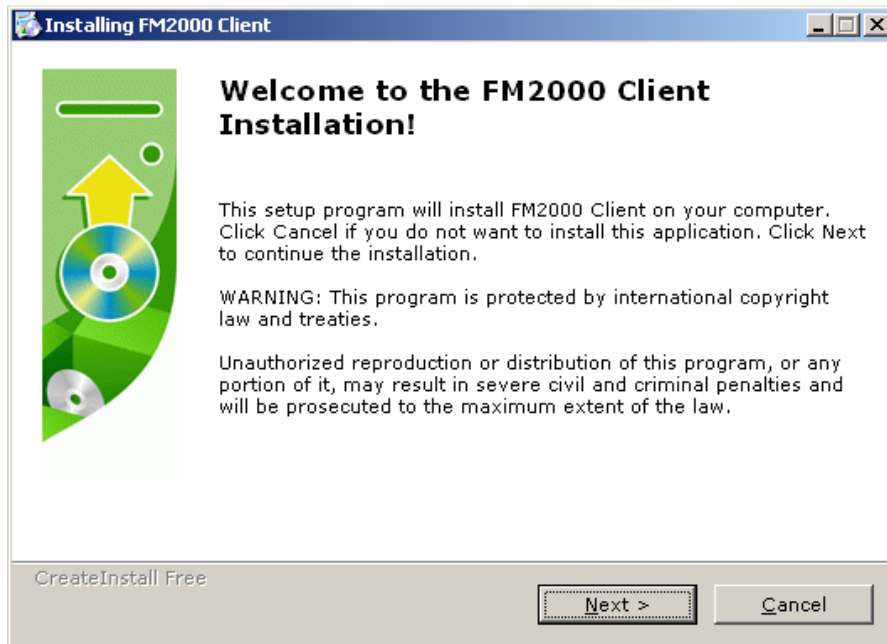 Installing FM2000 Client
Welcome to the FM2000 Client
Installation!
This setup program will install FM2000 Client on your computer.
Click Cancel if you do not want to install this application. Click Next
to continue the installation.
WARNING: This program is protected by international copyright
law and treaties.
Unauthorized reproduction or distribution of this program, or any
portion of it, may result in severe civil and criminal penalties and
will be prosecuted to the maximum extent of the law.
CreateInstall Free
Next >
Cancel